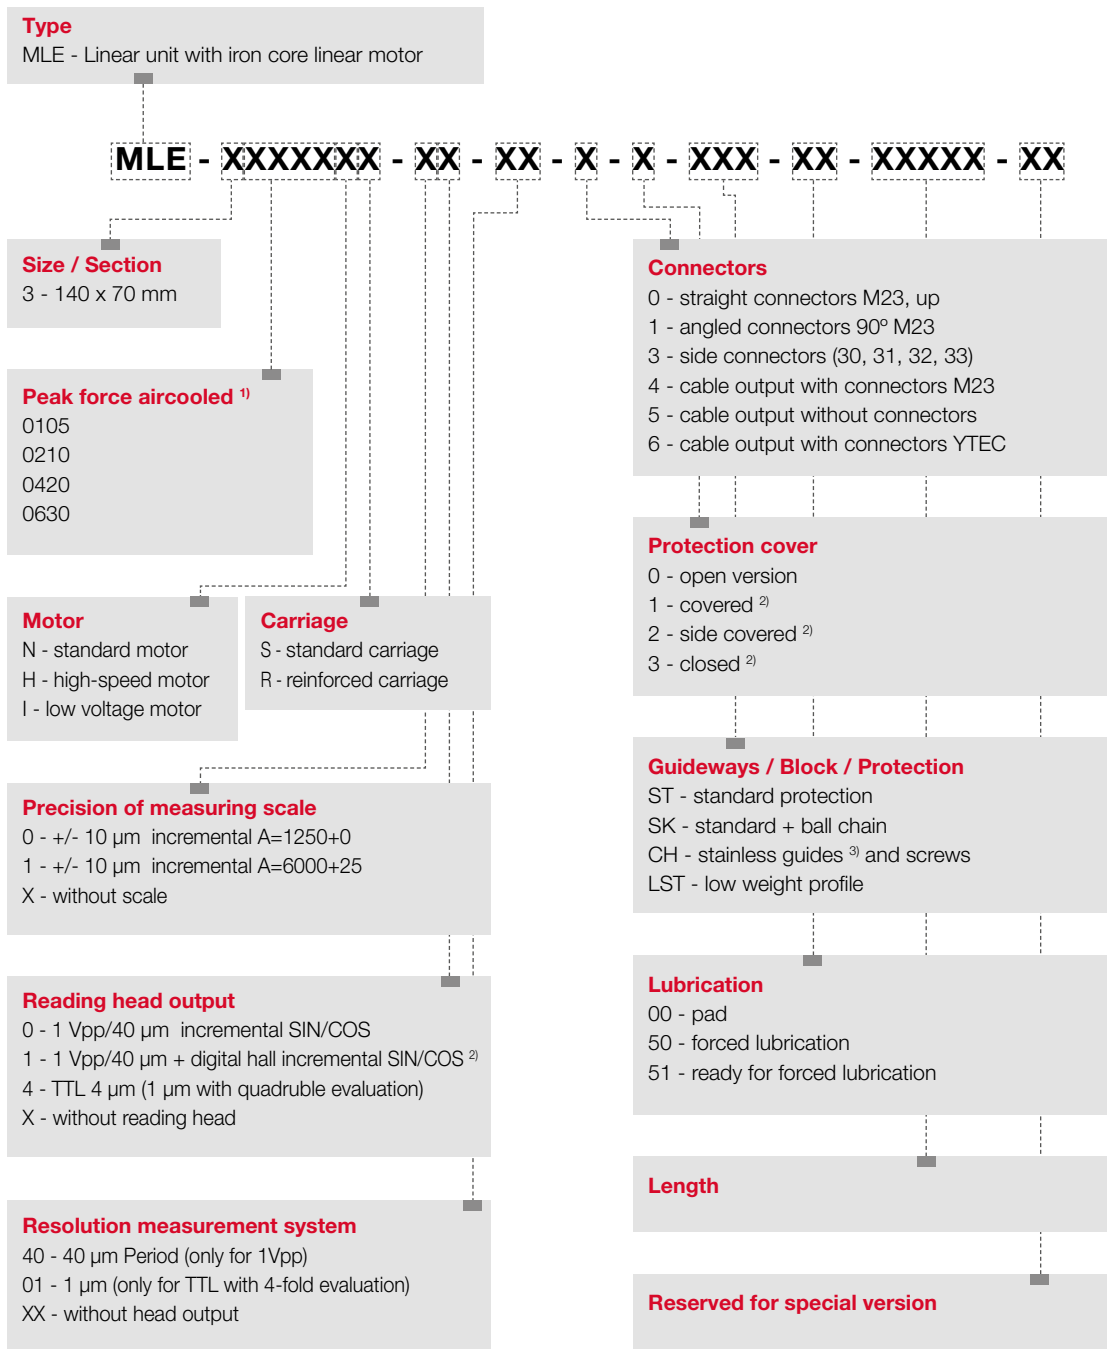 Type
MLE - Linear unit with iron core linear motor
MLE - XXXXXXX - XX - XX - X - X - XXX - XX - XXXXX - XX
Size / Section
3 - 140 x 70 mm
Peak force aircooled 1)
0105
0210
0420
0630
Motor
N - standard motor
H - high-speed motor
I - low voltage motor
Carriage
S - standard carriage
R - reinforced carriage
Precision of measuring scale
0 - +/- 10 µm incremental A=1250+0
1 - +/- 10 µm incremental A=6000+25
X - without scale
Reading head output
0 - 1 Vpp/40 µm incremental SIN/COS
1 - 1 Vpp/40 µm + digital hall incremental SIN/COS 2)
4 - TTL 4 µm (1 µm with quadruble evaluation)
X - without reading head
Resolution measurement system
40 - 40 µm Period (only for 1Vpp)
01 - 1 µm (only for TTL with 4-fold evaluation)
XX - without head output
Connectors
0 - straight connectors M23, up
1 - angled connectors 90º M23
3 - side connectors (30, 31, 32, 33)
4 - cable output with connectors M23
5 - cable output without connectors
6 - cable output with connectors YTEC
Protection cover
0 - open version
1 - covered 2)
2 - side covered 2)
3 - closed 2)
Guideways / Block / Protection
ST - standard protection
SK - standard + ball chain
CH - stainless guides 3) and screws
LST - low weight profile
Lubrication
00 - pad
50 - forced lubrication
51 - ready for forced lubrication
Length
Reserved for special version